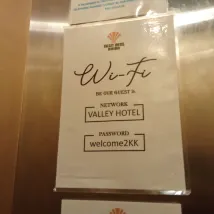 Wi-Fi
BE OUR GUEST &
NETWORK
VALLEY HOTEL
PASSWORD
welcome2KK